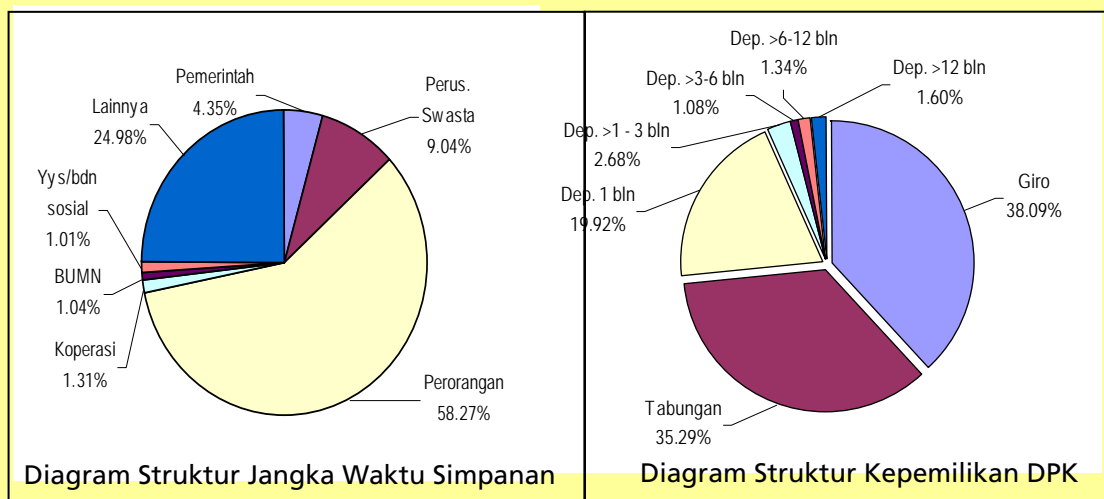 Pemerintah
4.35%
Perus.
Swasta
9.04%
Lainnya
24.98%
Yys/bdn
sosial
1.01%
BUMN
1.04%
Koperasi
1.31%
Perorangan
58.27%
Diagram Struktur Jangka Waktu Simpanan
Dep. >6-12 bln
1.34%
Dep. >12 bln
1.60%
Dep. >3-6 bln
1.08%
Dep. >1 - 3 bln
2.68%
Dep. 1 bln
19.92%
Giro
38.09%
Tabungan
35.29%
Diagram Struktur Kepemilikan DPK